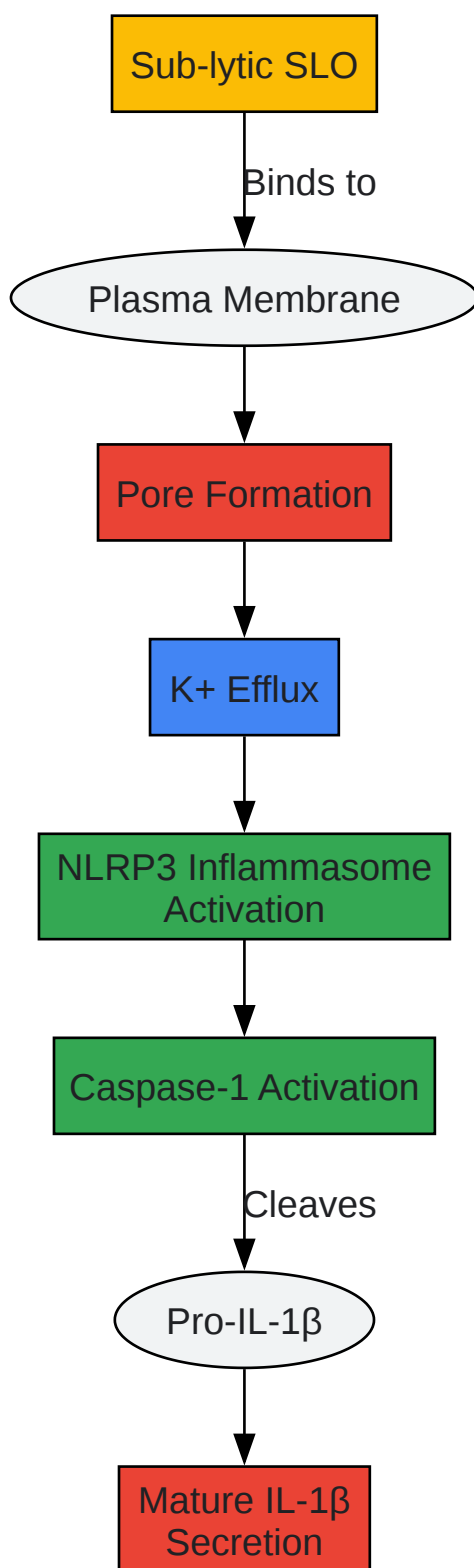 Sub-lytic SLO
Binds to
Plasma Membrane
Pore Formation
K+ Efflux
NLRP3 Inflammasome
Activation
Caspase-1 Activation
Cleaves
Pro-IL-1β
Mature IL-1β
Secretion